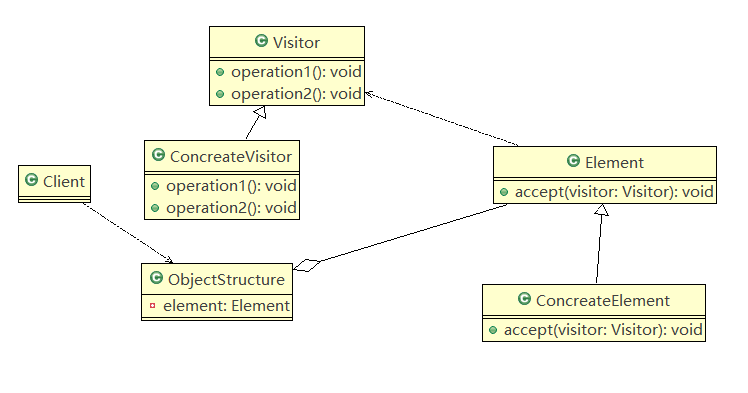 Visitor
operation1(): void
operation2(): void
ConcreateVisitor
operation1(): void
operation2(): void
Client
Element
accept(visitor: Visitor): void
ObjectStructure
element: Element
ConcreateElement
accept(visitor: Visitor): void